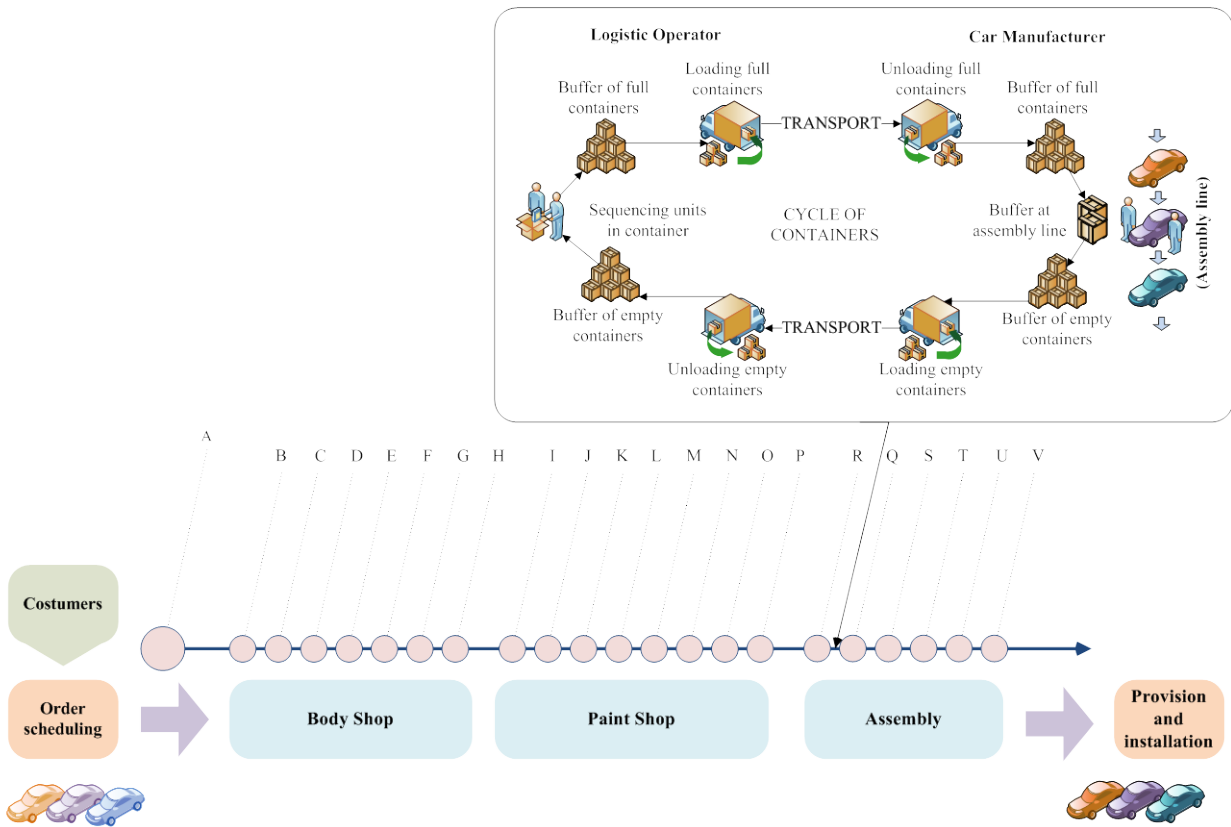 Logistic Operator
Car Manufacturer
Loading full
containers
Unloading full
containers
Buffer of full
containers
Buffer of full
containers
TRANSPORT
Sequencing units
in container
CYCLE OF
CONTAINERS
Buffer at
assembly line
(Assembly line)
Buffer of empty
containers
TRANSPORT
Buffer of empty
containers
Unloading empty
containers
Loading empty
containers
A
B C D E F G H I J K L M N O P R Q S T U V
Costumers
Order
scheduling
Body Shop
Paint Shop
Assembly
Provision
and
installation